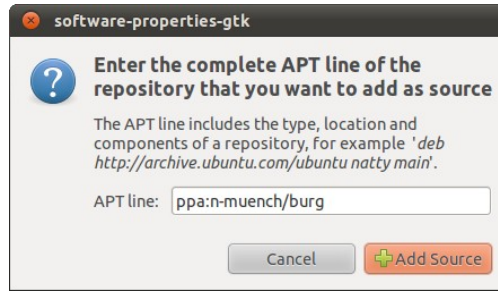 software-properties-gtk
Enter the complete APT line of the
repository that you want to add as source
The APT line includes the type, location and
components of a repository, for example 'deb
http://archive.ubuntu.com/ubuntu natty main'.
APT line: ppa:n-muench/burg
Cancel Add Source